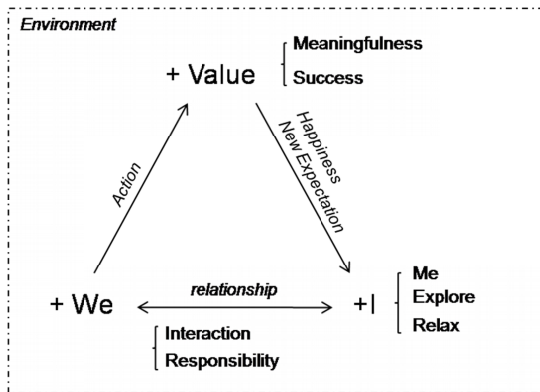 Environment
Meaningfulness
+ Value
Success
Action
Happiness
New Expectation
relationship
+ We
+I
Me
Explore
Relax
Interaction
Responsibility